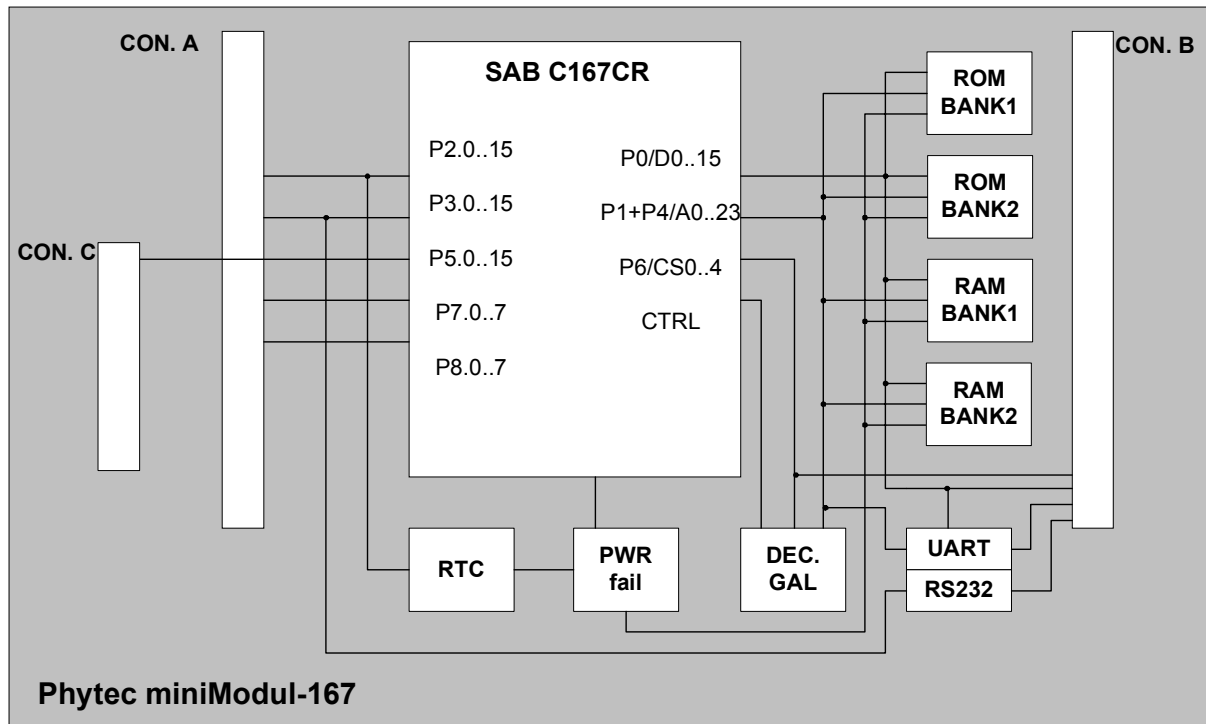 CON. A
CON. B
SAB C167CR
ROM
BANK1
P2.0..15
P0/D0..15
ROM
BANK2
P3.0..15
P1+P4/A0..23
CON. C
P5.0..15
P6/CS0..4
RAM
BANK1
P7.0..7
CTRL
P8.0..7
RAM
BANK2
RTC
PWR
fail
DEC.
GAL
UART
RS232
Phytec miniModul-167